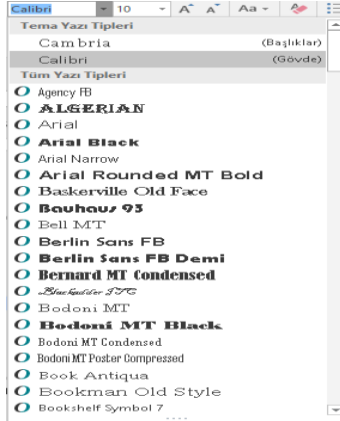 Calibri 10 A A Aa
Tema Yazı Tipleri
Cambria (Başlıklar)
Calibri (Gövde)
Tüm Yazı Tipleri
O Agency FB
O ALGERIAN
O Arial
O Arial Black
O Arial Narrow
O Arial Rounded MT Bold
O Baskerville Old Face
O Bauhaus 93
O Bell MT
O Berlin Sans FB
O Berlin Sans FB Demi
O Bernard MT Condensed
O Blackadder ITC
O Bodoni MT
O Bodoni MT Black
O Bodoni MT Condensed
O Bodoni MT Poster Compressed
O Book Antiqua
O Bookman Old Style
O Bookshelf Symbol 7